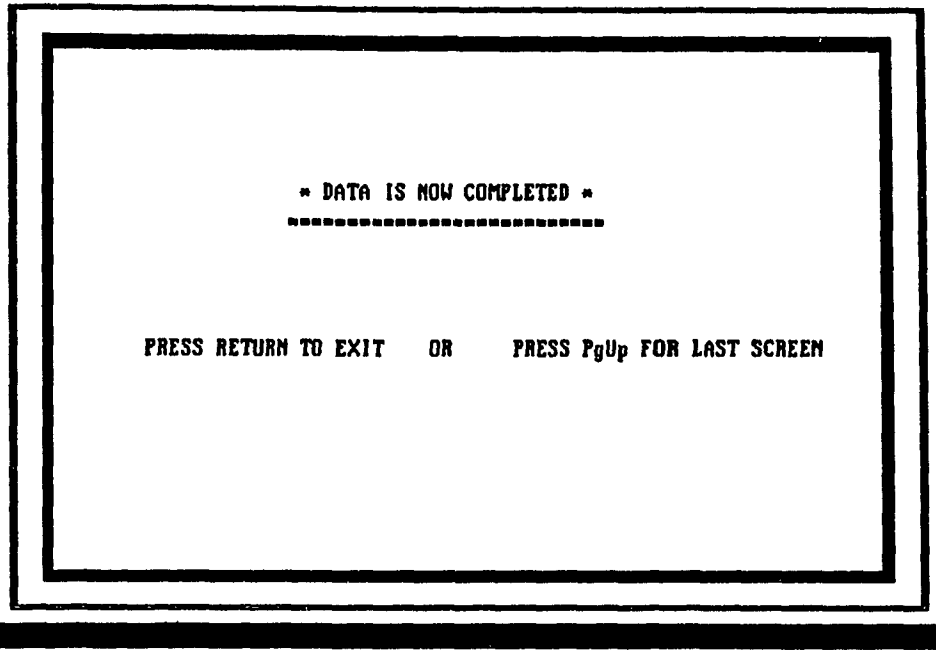 * DATA IS NOW COMPLETED *
PRESS RETURN TO EXIT OR PRESS PgUp FOR LAST SCREEN